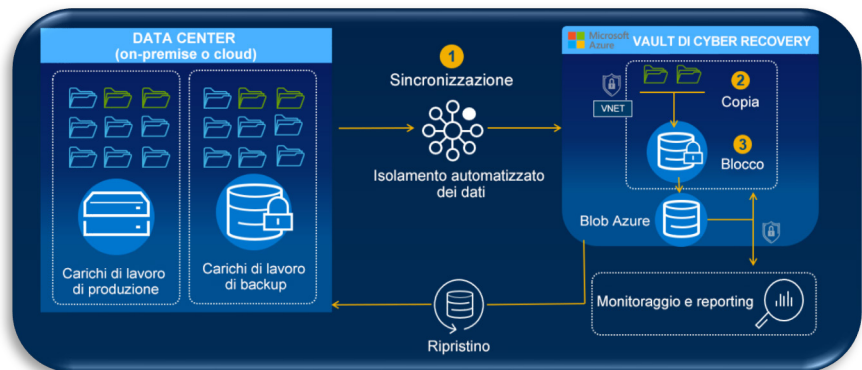 DATA CENTER
(on-premise o cloud)
Carichi di lavoro
di produzione
Carichi di lavoro
di backup
1
Sincronizzazione
Isolamento automatizzato
dei dati
Microsoft
Azure
VAULT DI CYBER RECOVERY
VNET
2
Copia
3
Blocco
Blob Azure
Monitoraggio e reporting
Ripristino